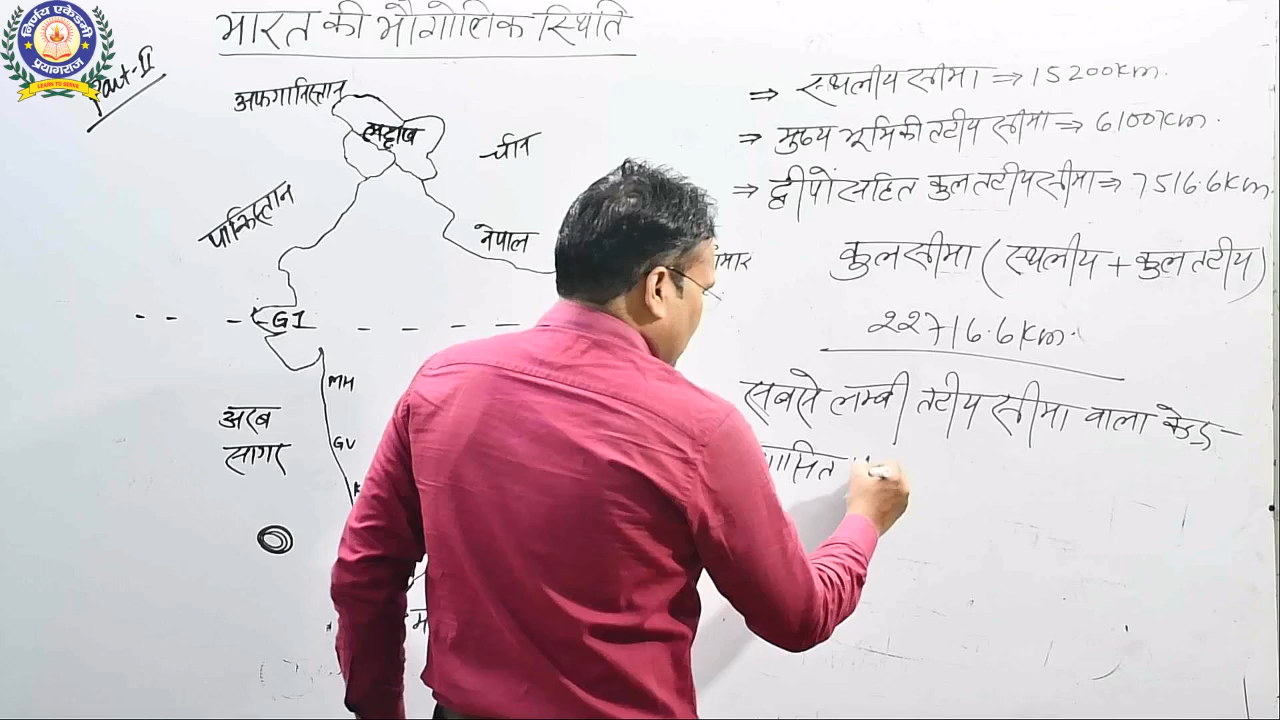 निर्णय एकेडमी
प्रयागराज
LEARN TO SERVE
Part-II
भारत की भौगोलिक स्थिति
अफगानिस्तान
लद्दाख
चीन
पाकिस्तान
नेपाल
मार
GJ
MH
अरब
सागर
GV
⇒ स्थलीय सीमा ⇒ 15200km.
⇒ मुख्य भूमि की तटीय सीमा ⇒ 6100km.
⇒ द्वीपों सहित कुल तटीय सीमा ⇒ 7516.6km.
कुल सीमा (स्थलीय + कुल तटीय)
22716.6km.
सबसे लम्बी तटीय सीमा वाला केन्द्र-
शासित